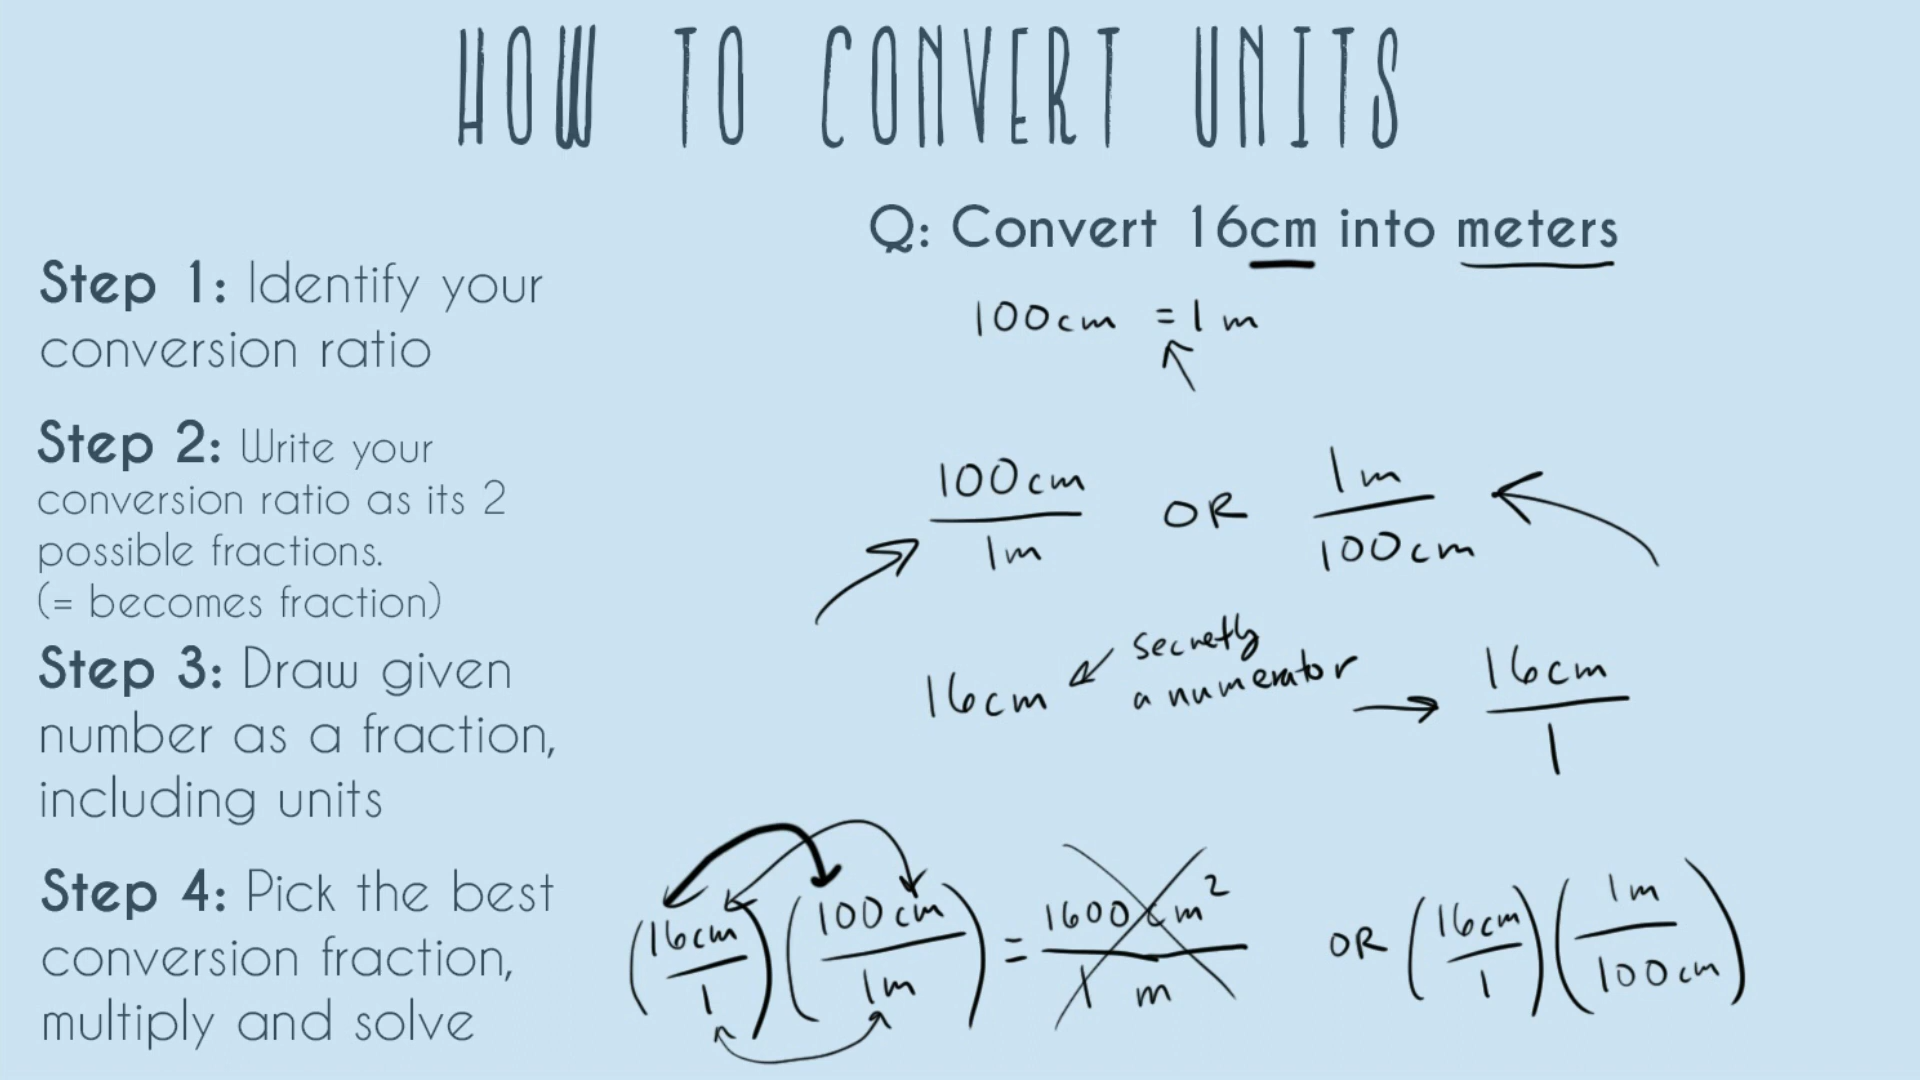 HOW TO CONVERT UNITS
Q: Convert 16cm into meters
100cm = 1m
Step 1: Identify your
conversion ratio
Step 2: Write your
conversion ratio as its 2
possible fractions.
(= becomes fraction)
100cm
1m
OR
1m
100cm
Step 3: Draw given
number as a fraction,
including units
16cm
secretly
a numerator
16cm
1
Step 4: Pick the best
conversion fraction,
multiply and solve
(16cm
1)
(100cm
1m)
=
1600cm²
1 m
OR
(16cm
1)
(1m
100cm)